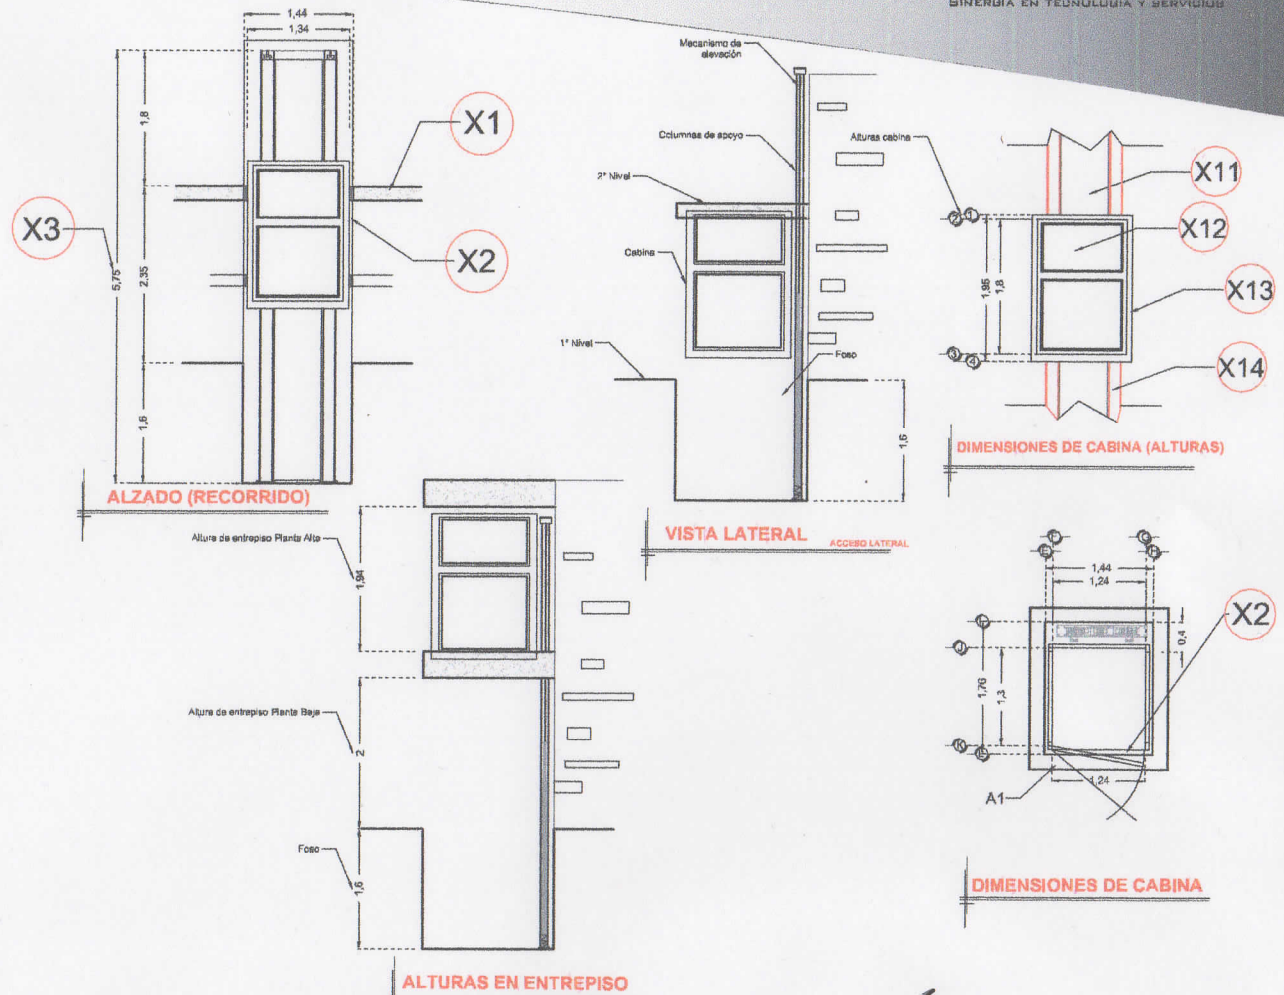 SINERGIA EN TECNOLOGIA Y SERVICIOS
1,44
1,34
5,75
1,8
2,35
1,6
X1
X2
X3
ALZADO (RECORRIDO)
Mecanismo de
elevación
Columnas de apoyo
2° Nivel
Cabina
1° Nivel
Foso
1,6
VISTA LATERAL
ACCESO LATERAL
Alturas cabina
2 1
1,95
1,8
3 4
X11
X12
X13
X14
DIMENSIONES DE CABINA (ALTURAS)
Altura de entrepiso Planta Alta
1,94
Altura de entrepiso Planta Baja
2
Foso
1,6
ALTURAS EN ENTREPISO
1,44
1,24
X2
0,4
J
1,76
1,3
K
1,24
A1
DIMENSIONES DE CABINA